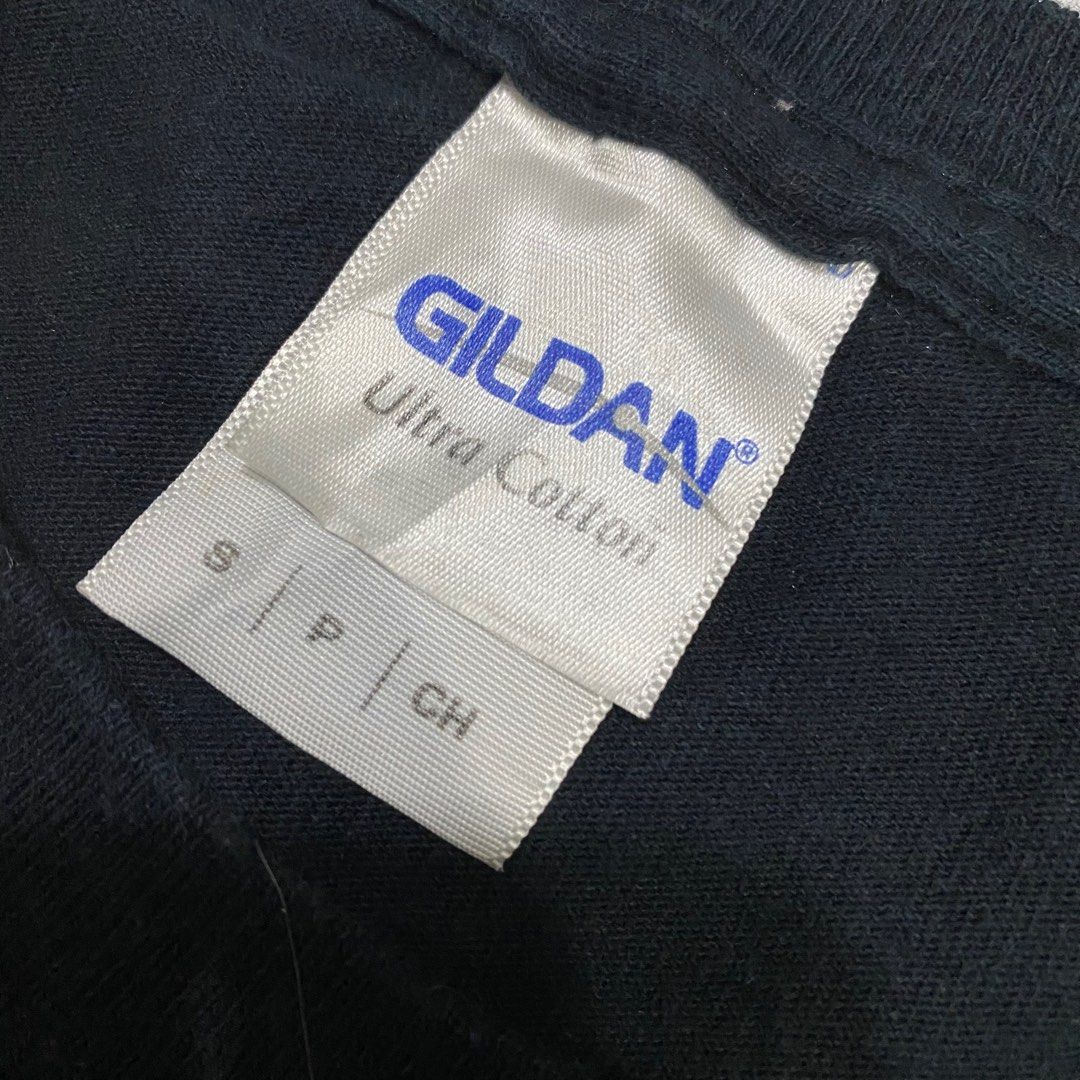 GILDAN®
Ultra Cotton
S | P | CH